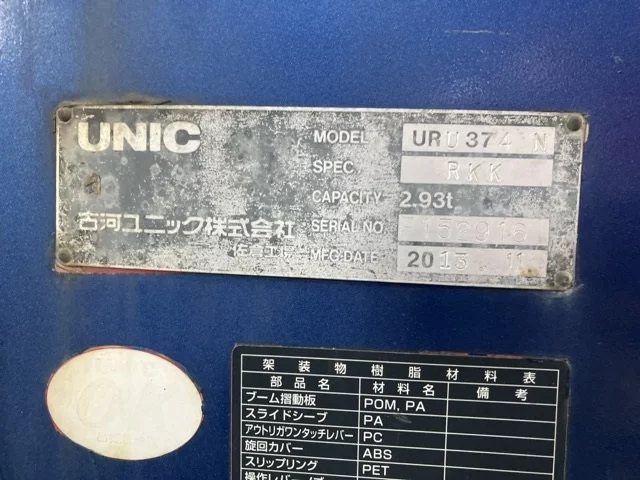 UNIC
MODEL URU374 N
SPEC. RKK
CAPACITY 2.93t
古河ユニック株式会社
SERIAL NO.
MFG.DATE 2013 11
架装物樹脂材料表
部品名 材料名 備考
ブーム摺動板 POM, PA
スライドシーブ PA
アウトリガワンタッチレバー PC
旋回カバー ABS
スリップリング PET